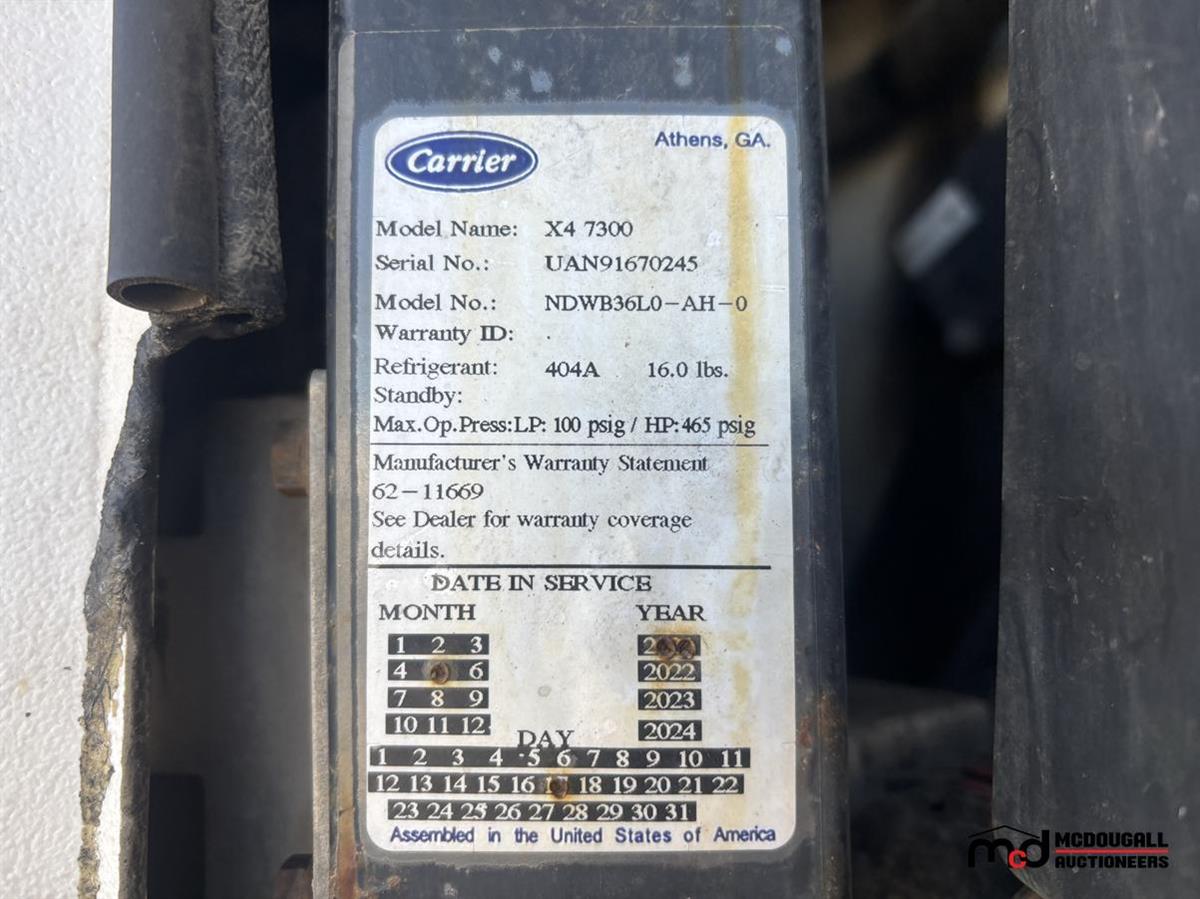 Carrier
Athens, GA.
Model Name: X4 7300
Serial No.: UAN91670245
Model No.: NDWB36L0-AH-0
Warranty ID: .
Refrigerant: 404A 16.0 lbs.
Standby:
Max.Op.Press:LP: 100 psig / HP:465 psig
Manufacturer's Warranty Statement
62-11669
See Dealer for warranty coverage
details.
DATE IN SERVICE
MONTH YEAR
1 2 3
4 6 2022
7 8 9 2023
10 11 12 2024
DAY
1 2 3 4 5 6 7 8 9 10 11
12 13 14 15 16 18 19 20 21 22
23 24 25 26 27 28 29 30 31
Assembled in the United States of America
mcd MCDOUGALL
AUCTIONEERS